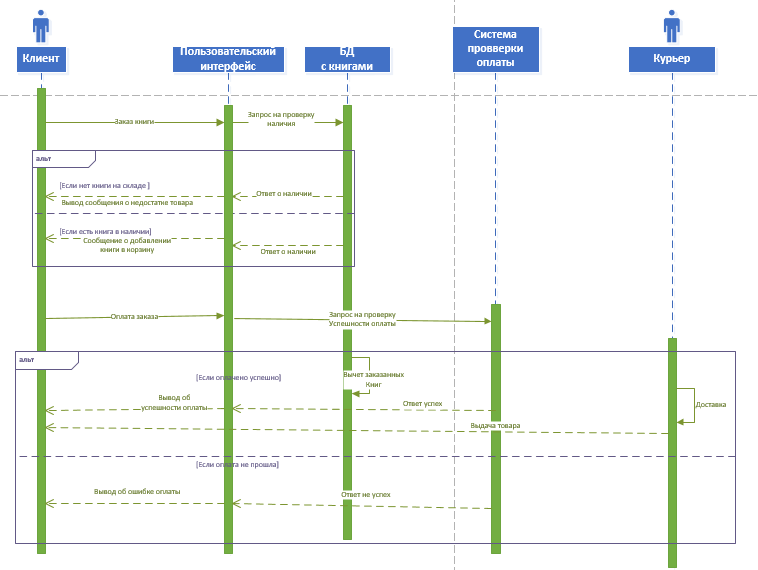 Клиент
Пользовательский
интерфейс
БД
с книгами
Система
проверки
оплаты
Курьер
Заказ книги
Запрос на проверку
наличия
альт
[Если нет книги на складе ]
Ответ о наличии
Вывод сообщения о недостатке товара
[Если есть книга в наличии]
Сообщение о добавлении
книги в корзину
Ответ о наличии
Оплата заказа
Запрос на проверку
Успешности оплаты
альт
[Если оплачено успешно]
Вычет заказанных
Книг
Вывод об
успешности оплаты
Ответ успех
Доставка
Выдача товара
[Если оплата не прошла]
Вывод об ошибке оплаты
Ответ не успех